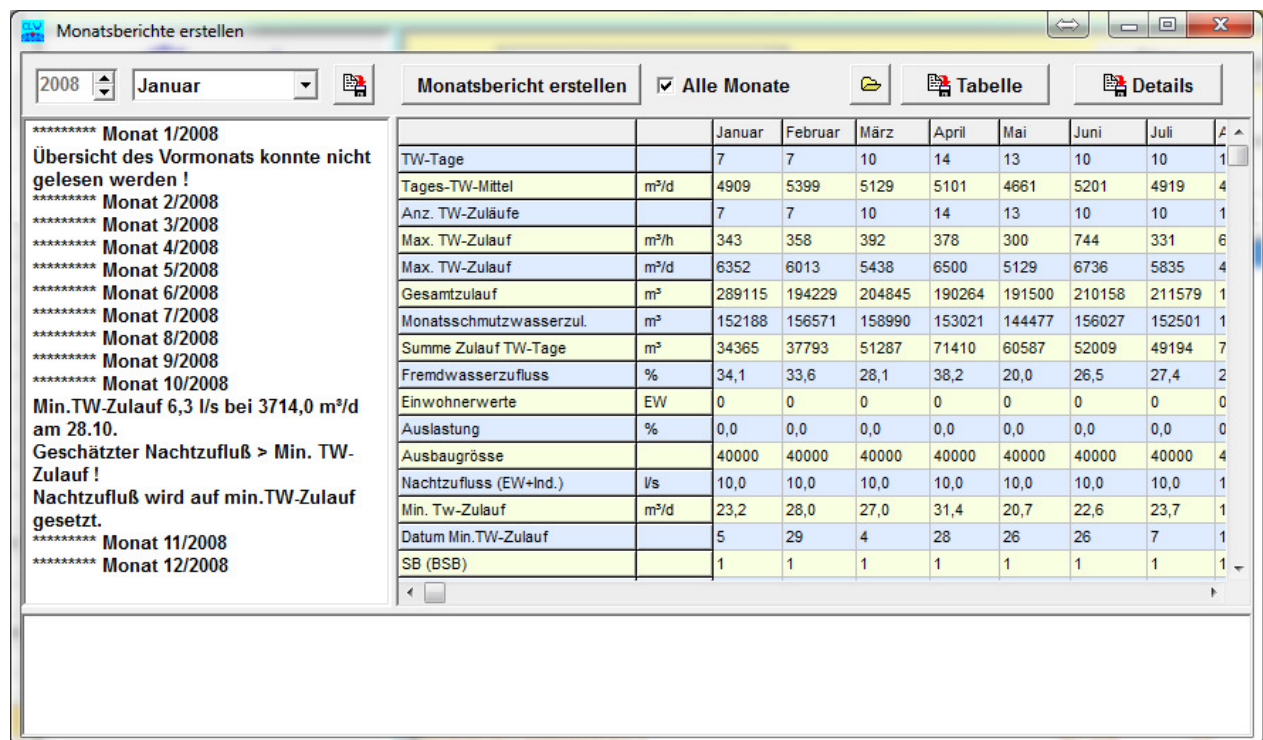 Monatsberichte erstellen
2008 Januar Monatsbericht erstellen Alle Monate Tabelle Details
********* Monat 1/2008
Übersicht des Vormonats konnte nicht
gelesen werden !
********* Monat 2/2008
********* Monat 3/2008
********* Monat 4/2008
********* Monat 5/2008
********* Monat 6/2008
********* Monat 7/2008
********* Monat 8/2008
********* Monat 9/2008
********* Monat 10/2008
Min.TW-Zulauf 6,3 l/s bei 3714,0 m³/d
am 28.10.
Geschätzter Nachtzufluß > Min. TW-
Zulauf !
Nachtzufluß wird auf min.TW-Zulauf
gesetzt.
********* Monat 11/2008
********* Monat 12/2008
Januar Februar März April Mai Juni Juli
TW-Tage 7 7 10 14 13 10 10
Tages-TW-Mittel m³/d 4909 5399 5129 5101 4661 5201 4919
Anz. TW-Zuläufe 7 7 10 14 13 10 10
Max. TW-Zulauf m³/h 343 358 392 378 300 744 331
Max. TW-Zulauf m³/d 6352 6013 5438 6500 5129 6736 5835
Gesamtzulauf m³ 289115 194229 204845 190264 191500 210158 211579
Monatsschmutzwasserzul. m³ 152188 156571 158990 153021 144477 156027 152501
Summe Zulauf TW-Tage m³ 34365 37793 51287 71410 60587 52009 49194
Fremdwasserzufluss % 34,1 33,6 28,1 38,2 20,0 26,5 27,4
Einwohnerwerte EW 0 0 0 0 0 0 0
Auslastung % 0,0 0,0 0,0 0,0 0,0 0,0 0,0
Ausbaugrösse 40000 40000 40000 40000 40000 40000 40000
Nachtzufluss (EW+Ind.) l/s 10,0 10,0 10,0 10,0 10,0 10,0 10,0
Min. Tw-Zulauf m³/d 23,2 28,0 27,0 31,4 20,7 22,6 23,7
Datum Min.TW-Zulauf 5 29 4 28 26 26 7
SB (BSB) 1 1 1 1 1 1 1